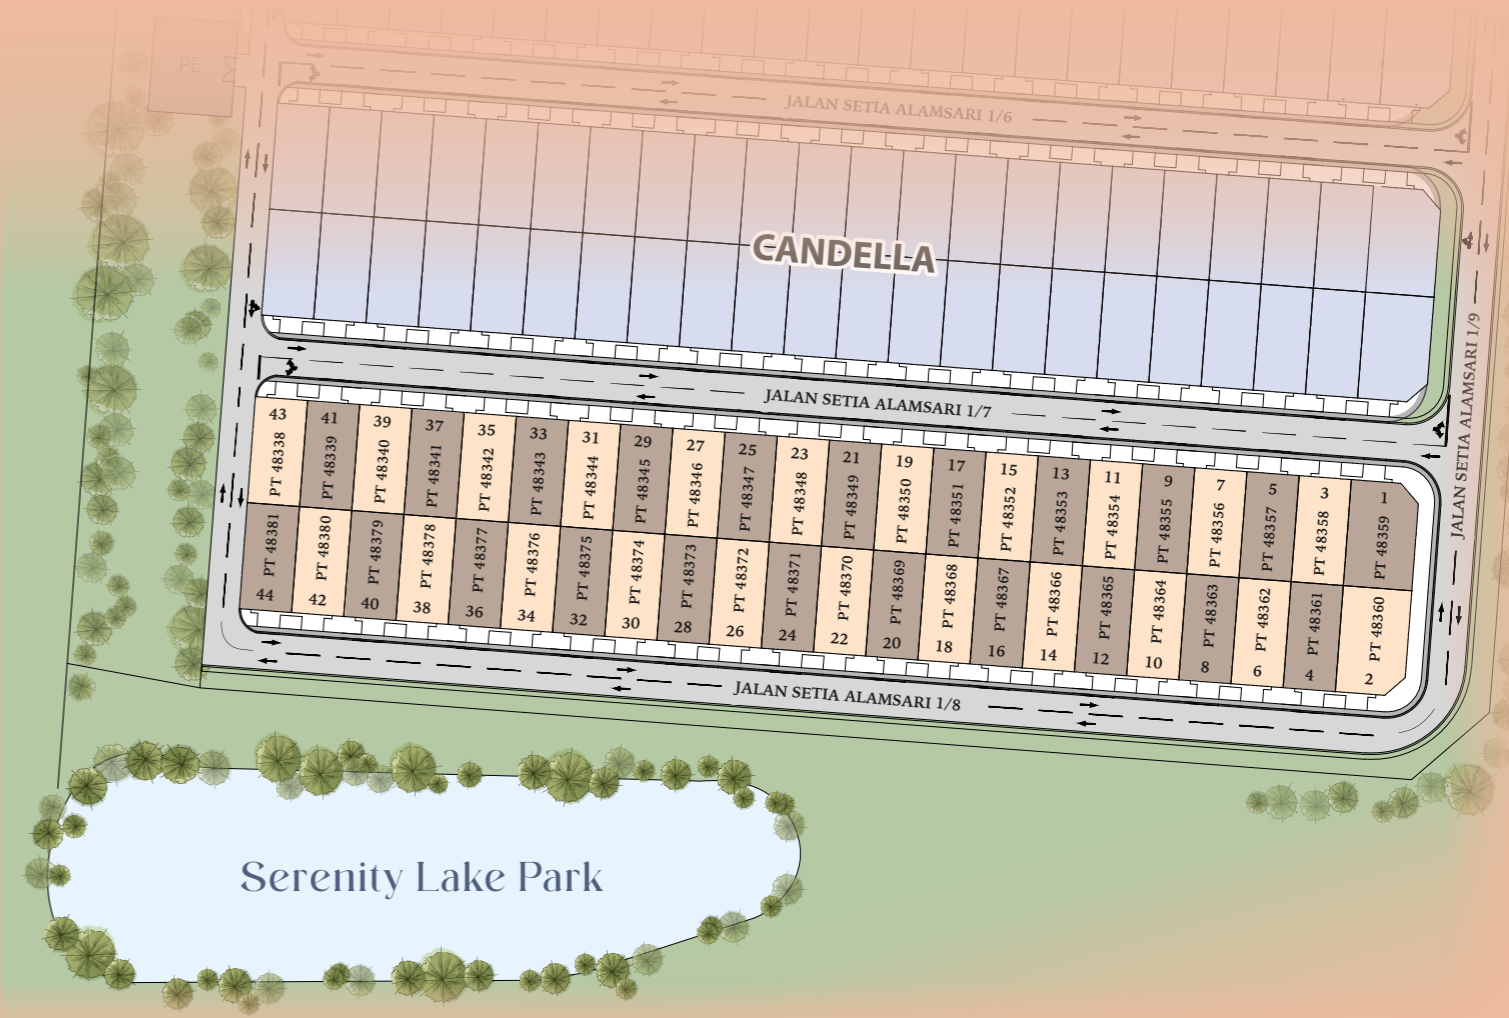 PE
JALAN SETIA ALAMSARI 1/6
CANDELLA
JALAN SETIA ALAMSARI 1/9
JALAN SETIA ALAMSARI 1/7
43
PT 48338
41
PT 48339
39
PT 48340
37
PT 48341
35
PT 48342
33
PT 48343
31
PT 48344
29
PT 48345
27
PT 48346
25
PT 48347
23
PT 48348
21
PT 48349
19
PT 48350
17
PT 48351
15
PT 48352
13
PT 48353
11
PT 48354
9
PT 48355
7
PT 48356
5
PT 48357
3
PT 48358
1
PT 48359
PT 48381
44
PT 48380
42
PT 48379
40
PT 48378
38
PT 48377
36
PT 48376
34
PT 48375
32
PT 48374
30
PT 48373
28
PT 48372
26
PT 48371
24
PT 48370
22
PT 48369
20
PT 48368
18
PT 48367
16
PT 48366
14
PT 48365
12
PT 48364
10
PT 48363
8
PT 48362
6
PT 48361
4
PT 48360
2
JALAN SETIA ALAMSARI 1/9
JALAN SETIA ALAMSARI 1/8
Serenity Lake Park